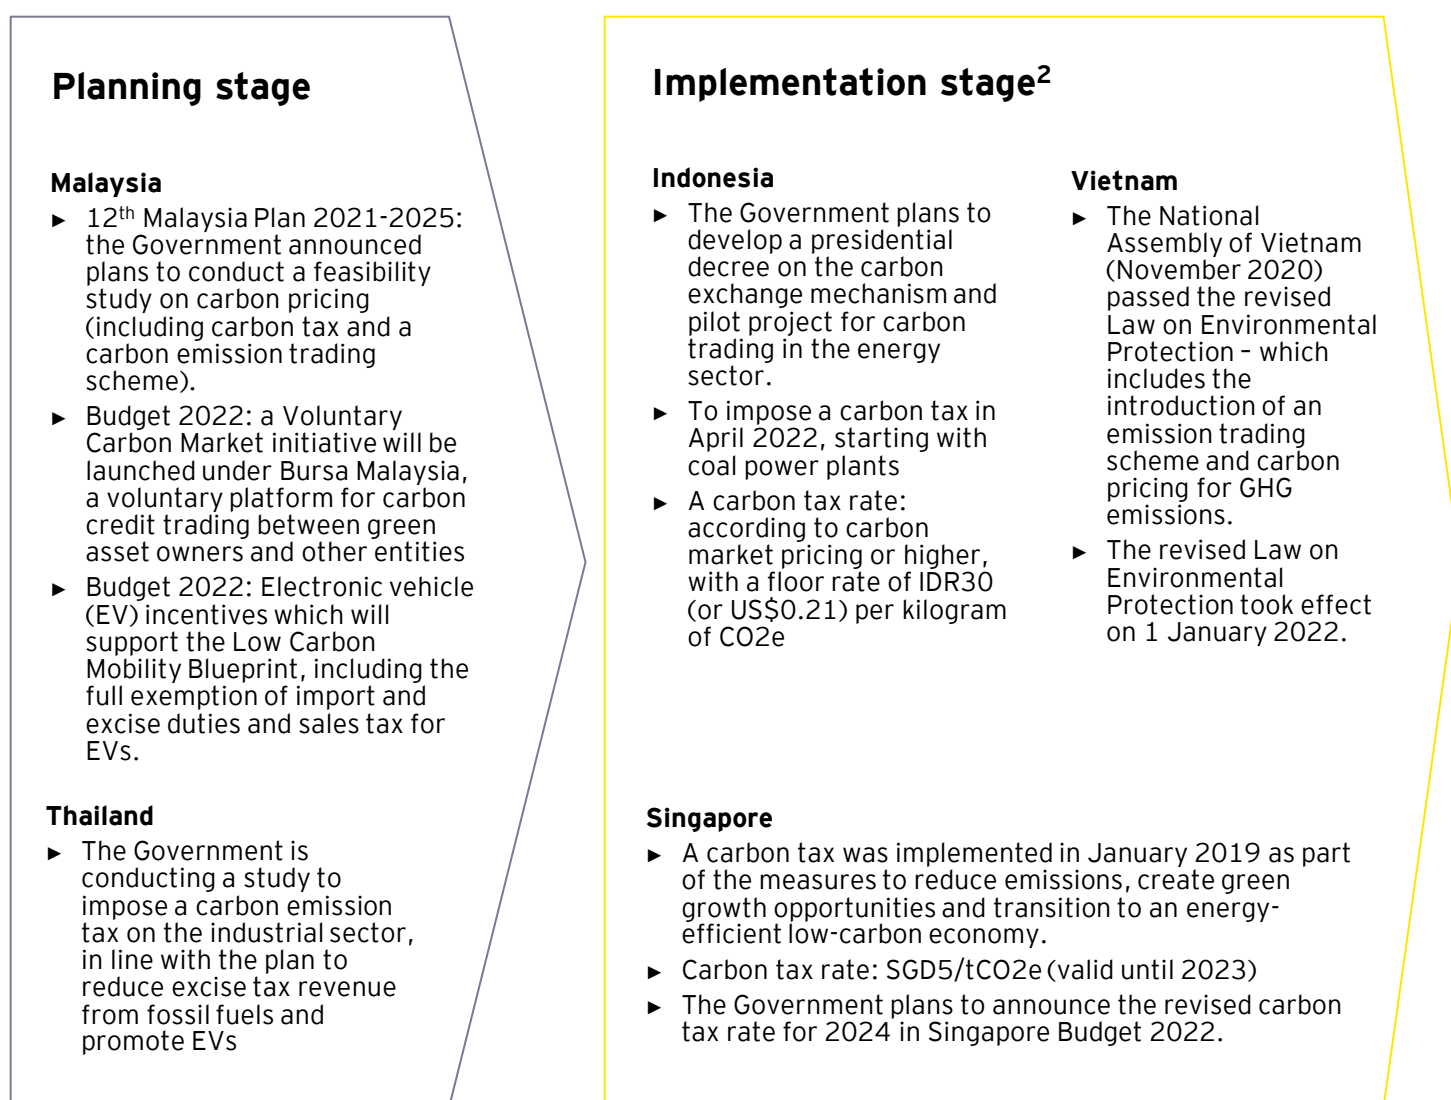 Planning stage
Malaysia
► 12th Malaysia Plan 2021-2025:
the Government announced
plans to conduct a feasibility
study on carbon pricing
(including carbon tax and a
carbon emission trading
scheme).
► Budget 2022: a Voluntary
Carbon Market initiative will be
launched under Bursa Malaysia,
a voluntary platform for carbon
credit trading between green
asset owners and other entities
► Budget 2022: Electronic vehicle
(EV) incentives which will
support the Low Carbon
Mobility Blueprint, including the
full exemption of import and
excise duties and sales tax for
EVs.
Thailand
► The Government is
conducting a study to
impose a carbon emission
tax on the industrial sector,
in line with the plan to
reduce excise tax revenue
from fossil fuels and
promote EVs
Implementation stage²
Indonesia
► The Government plans to
develop a presidential
decree on the carbon
exchange mechanism and
pilot project for carbon
trading in the energy
sector.
► To impose a carbon tax in
April 2022, starting with
coal power plants
► A carbon tax rate:
according to carbon
market pricing or higher,
with a floor rate of IDR30
(or US$0.21) per kilogram
of CO2e
Vietnam
► The National
Assembly of Vietnam
(November 2020)
passed the revised
Law on Environmental
Protection – which
includes the
introduction of an
emission trading
scheme and carbon
pricing for GHG
emissions.
► The revised Law on
Environmental
Protection took effect
on 1 January 2022.
Singapore
► A carbon tax was implemented in January 2019 as part
of the measures to reduce emissions, create green
growth opportunities and transition to an energy-
efficient low-carbon economy.
► Carbon tax rate: SGD5/tCO2e (valid until 2023)
► The Government plans to announce the revised carbon
tax rate for 2024 in Singapore Budget 2022.